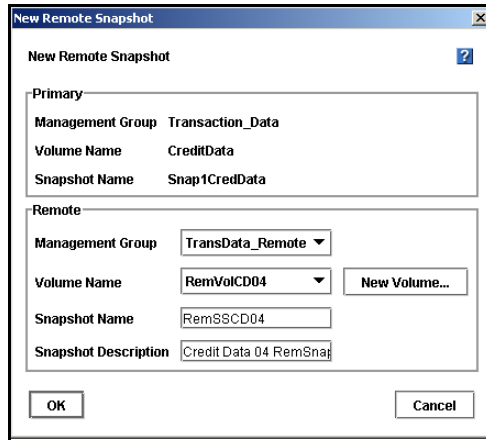 New Remote Snapshot
New Remote Snapshot
Primary
Management Group Transaction_Data
Volume Name CreditData
Snapshot Name Snap1CredData
Remote
Management Group TransData_Remote
Volume Name RemVolCD04 New Volume...
Snapshot Name RemSSCD04
Snapshot Description Credit Data 04 RemSnap
OK Cancel